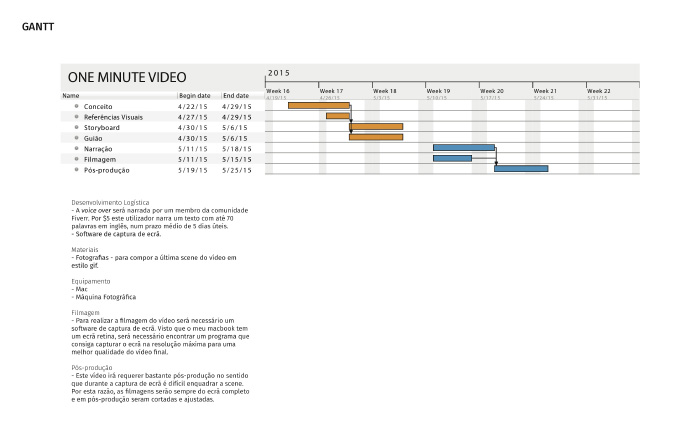 GANTT
ONE MINUTE VIDEO
2015
Name Begin date End date
Week 16 Week 17 Week 18 Week 19 Week 20 Week 21 Week 22
4/19/15 4/26/15 5/3/15 5/10/15 5/17/15 5/24/15 5/31/15
Conceito 4/22/15 4/29/15
Referências Visuais 4/27/15 4/29/15
Storyboard 4/30/15 5/6/15
Guião 4/30/15 5/6/15
Narração 5/11/15 5/18/15
Filmagem 5/11/15 5/15/15
Pós-produção 5/19/15 5/25/15
Desenvolvimento Logística
- A voice over será narrada por um membro da comunidade
Fiverr. Por $5 este utilizador narra um texto com até 70
palavras em inglês, num prazo médio de 5 dias úteis.
- Software de captura de ecrã.
Materiais
- Fotografias - para compor a última scene do vídeo em
estilo gif.
Equipamento
- Mac
- Máquina Fotográfica
Filmagem
- Para realizar a filmagem do vídeo será necessário um
software de captura de ecrã. Visto que o meu macbook tem
um ecrã retina, será necessário encontrar um programa que
consiga capturar o ecrã na resolução máxima para uma
melhor qualidade do vídeo final.
Pós-produção
- Este vídeo irá requerer bastante pós-produção no sentido
que durante a captura de ecrã é difícil enquadrar a scene.
Por esta razão, as filmagens serão sempre do ecrã completo
e em pós-produção seram cortadas e ajustadas.